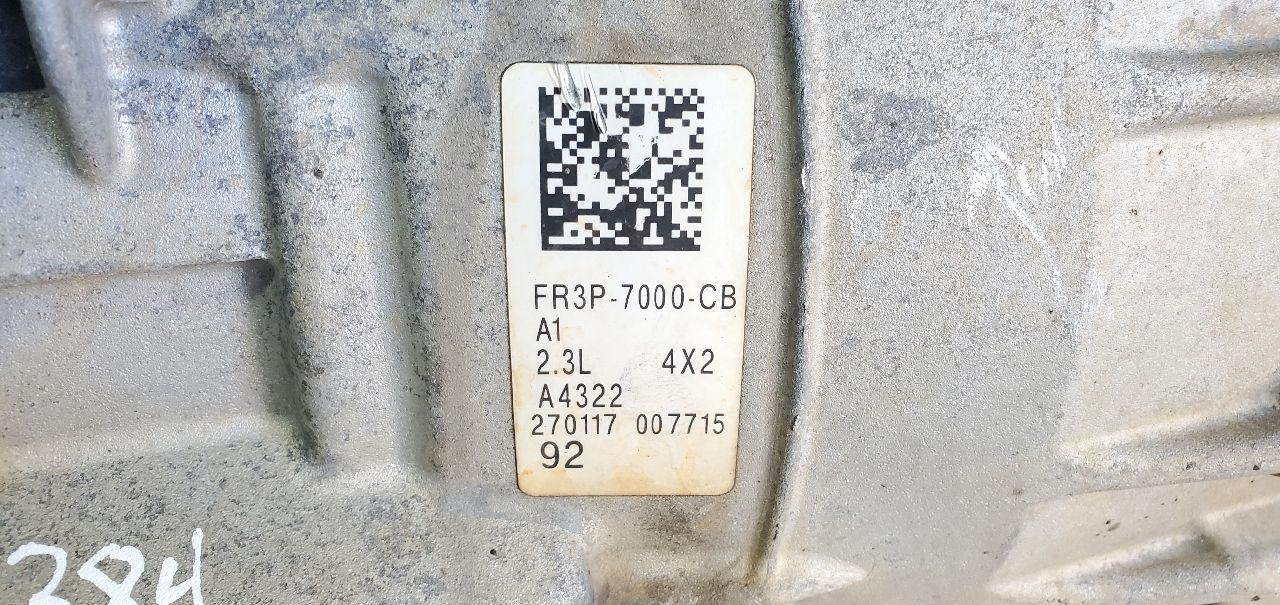 FR3P-7000-CB
A1
2.3L 4X2
A4322
270117 007715
92
284